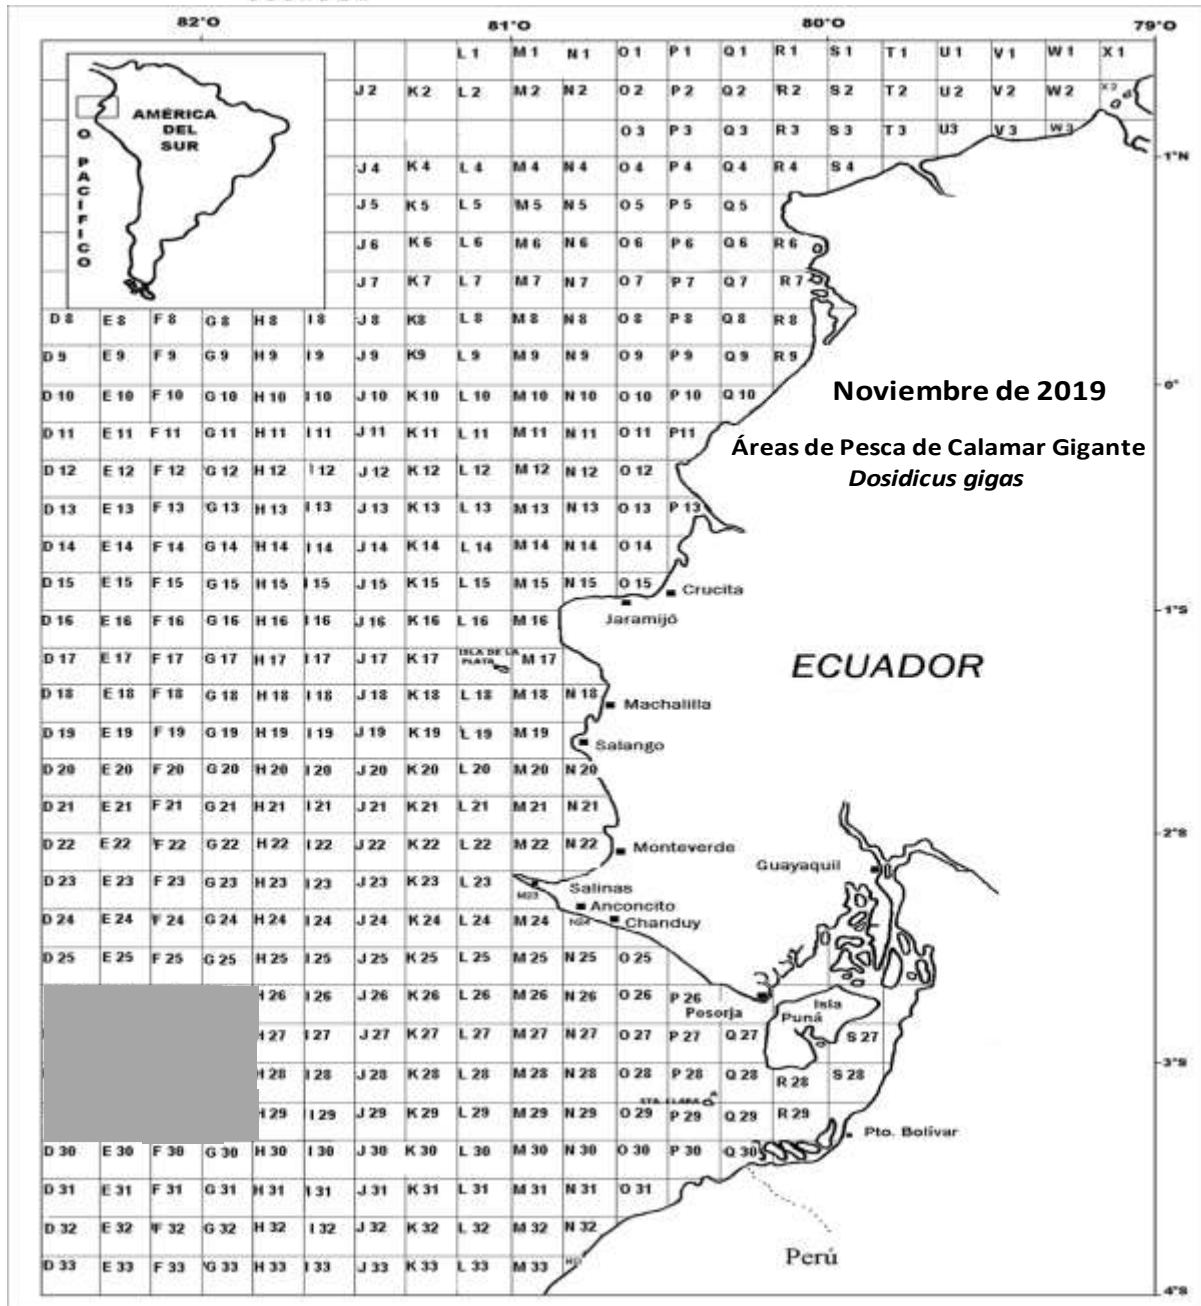 82°O 81°O 80°O 79°O
L 1 M 1 N 1 O 1 P 1 Q 1 R 1 S 1 T 1 U 1 V 1 W 1 X 1
AMÉRICA
DEL
SUR
O. PACIFICO
J 2 K 2 L 2 M 2 N 2 O 2 P 2 Q 2 R 2 S 2 T 2 U 2 V 2 W 2 X 2
O 3 P 3 Q 3 R 3 S 3 T 3 U3 V 3 W 3
J 4 K 4 L 4 M 4 N 4 O 4 P 4 Q 4 R 4 S 4 1°N
J 5 K 5 L 5 M 5 N 5 O 5 P 5 Q 5
J 6 K 6 L 6 M 6 N 6 O 6 P 6 Q 6 R 6
J 7 K 7 L 7 M 7 N 7 O 7 P 7 Q 7 R 7
D 8 E 8 F 8 G 8 H 8 I 8 J 8 K8 L 8 M 8 N 8 O 8 P 8 Q 8 R 8
D 9 E 9 F 9 G 9 H 9 I 9 J 9 K9 L 9 M 9 N 9 O 9 P 9 Q 9 R 9
D 10 E 10 F 10 G 10 H 10 I 10 J 10 K 10 L 10 M 10 N 10 O 10 P 10 Q 10 0°
Noviembre de 2019
D 11 E 11 F 11 G 11 H 11 I 11 J 11 K 11 L 11 M 11 N 11 O 11 P11
Áreas de Pesca de Calamar Gigante
Dosidicus gigas
D 12 E 12 F 12 G 12 H 12 I 12 J 12 K 12 L 12 M 12 N 12 O 12
D 13 E 13 F 13 G 13 H 13 I 13 J 13 K 13 L 13 M 13 N 13 O 13 P 13
D 14 E 14 F 14 G 14 H 14 I 14 J 14 K 14 L 14 M 14 N 14 O 14
D 15 E 15 F 15 G 15 H 15 I 15 J 15 K 15 L 15 M 15 N 15 O 15 Crucita
D 16 E 16 F 16 G 16 H 16 I 16 J 16 K 16 L 16 M 16 Jaramijó 1°S
D 17 E 17 F 17 G 17 H 17 I 17 J 17 K 17 ISLA DE LA PLATA M 17
ECUADOR
D 18 E 18 F 18 G 18 H 18 I 18 J 18 K 18 L 18 M 18 N 18 Machalilla
D 19 E 19 F 19 G 19 H 19 I 19 J 19 K 19 L 19 M 19 Salango
D 20 E 20 F 20 G 20 H 20 I 20 J 20 K 20 L 20 M 20 N 20
D 21 E 21 F 21 G 21 H 21 I 21 J 21 K 21 L 21 M 21 N 21
D 22 E 22 F 22 G 22 H 22 I 22 J 22 K 22 L 22 M 22 N 22 Monteverde 2°S
Guayaquil
D 23 E 23 F 23 G 23 H 23 I 23 J 23 K 23 L 23 M23 Salinas
Anconcito
D 24 E 24 F 24 G 24 H 24 I 24 J 24 K 24 L 24 M 24 N24 Chanduy
D 25 E 25 F 25 G 25 H 25 I 25 J 25 K 25 L 25 M 25 N 25 O 25
H 26 I 26 J 26 K 26 L 26 M 26 N 26 O 26 P 26
Posorja
Isla
Puná
H 27 I 27 J 27 K 27 L 27 M 27 N 27 O 27 P 27 Q 27 S 27
H 28 I 28 J 28 K 28 L 28 M 28 N 28 O 28 P 28 Q 28 R 28 S 28 3°S
STA. CLARA
H 29 I 29 J 29 K 29 L 29 M 29 N 29 O 29 P 29 Q 29 R 29
Pto. Bolívar
D 30 E 30 F 30 G 30 H 30 I 30 J 30 K 30 L 30 M 30 N 30 O 30 P 30 Q 30
D 31 E 31 F 31 G 31 H 31 I 31 J 31 K 31 L 31 M 31 N 31 O 31
D 32 E 32 F 32 G 32 H 32 I 32 J 32 K 32 L 32 M 32 N 32
Perú
D 33 E 33 F 33 G 33 H 33 I 33 J 33 K 33 L 33 M 33
4°S